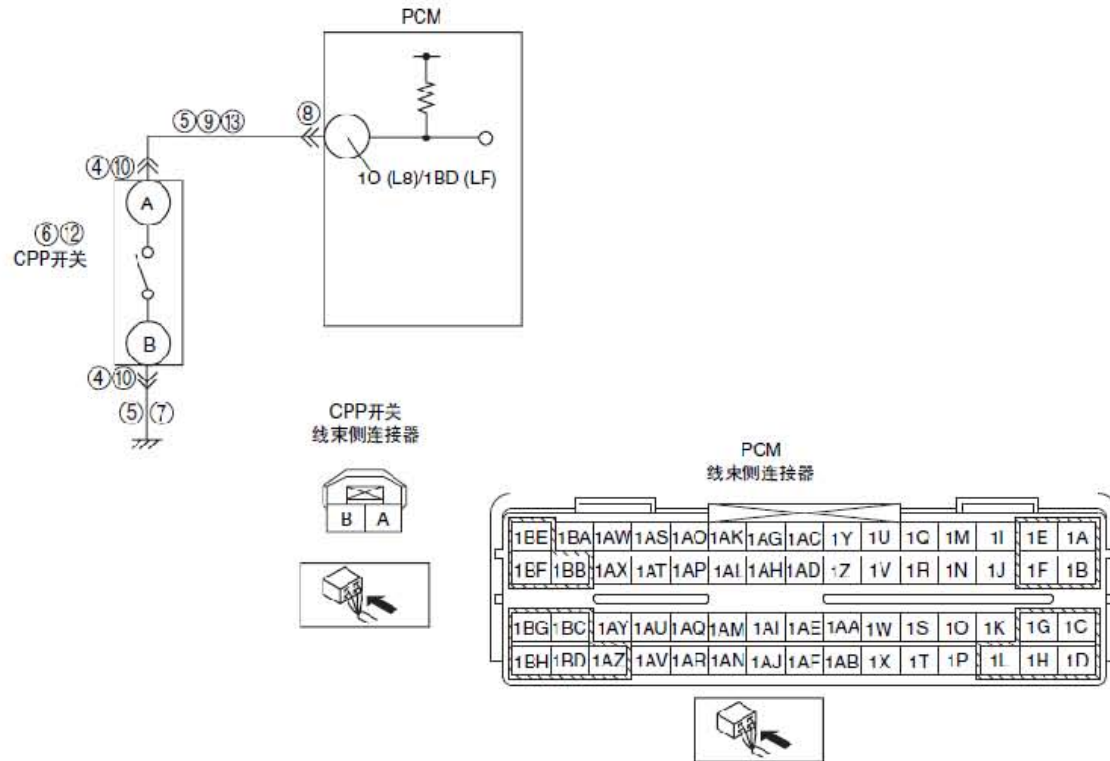 PCM
⑤⑨⑬
⑧
1O (L8)/1BD (LF)
④⑩
A
⑥⑫
CPP开关
B
④⑩
⑤⑦
CPP开关
线束侧连接器
B A
PCM
线束侧连接器
1BE 1BA 1AW 1AS 1AO 1AK 1AG 1AC 1Y 1U 1Q 1M 1I 1E 1A
1BF 1BB 1AX 1AT 1AP 1AL 1AH 1AD 1Z 1V 1R 1N 1J 1F 1B
1BG 1BC 1AY 1AU 1AQ 1AM 1AI 1AE 1AA 1W 1S 1O 1K 1G 1C
1BH 1BD 1AZ 1AV 1AR 1AN 1AJ 1AF 1AB 1X 1T 1P 1L 1H 1D